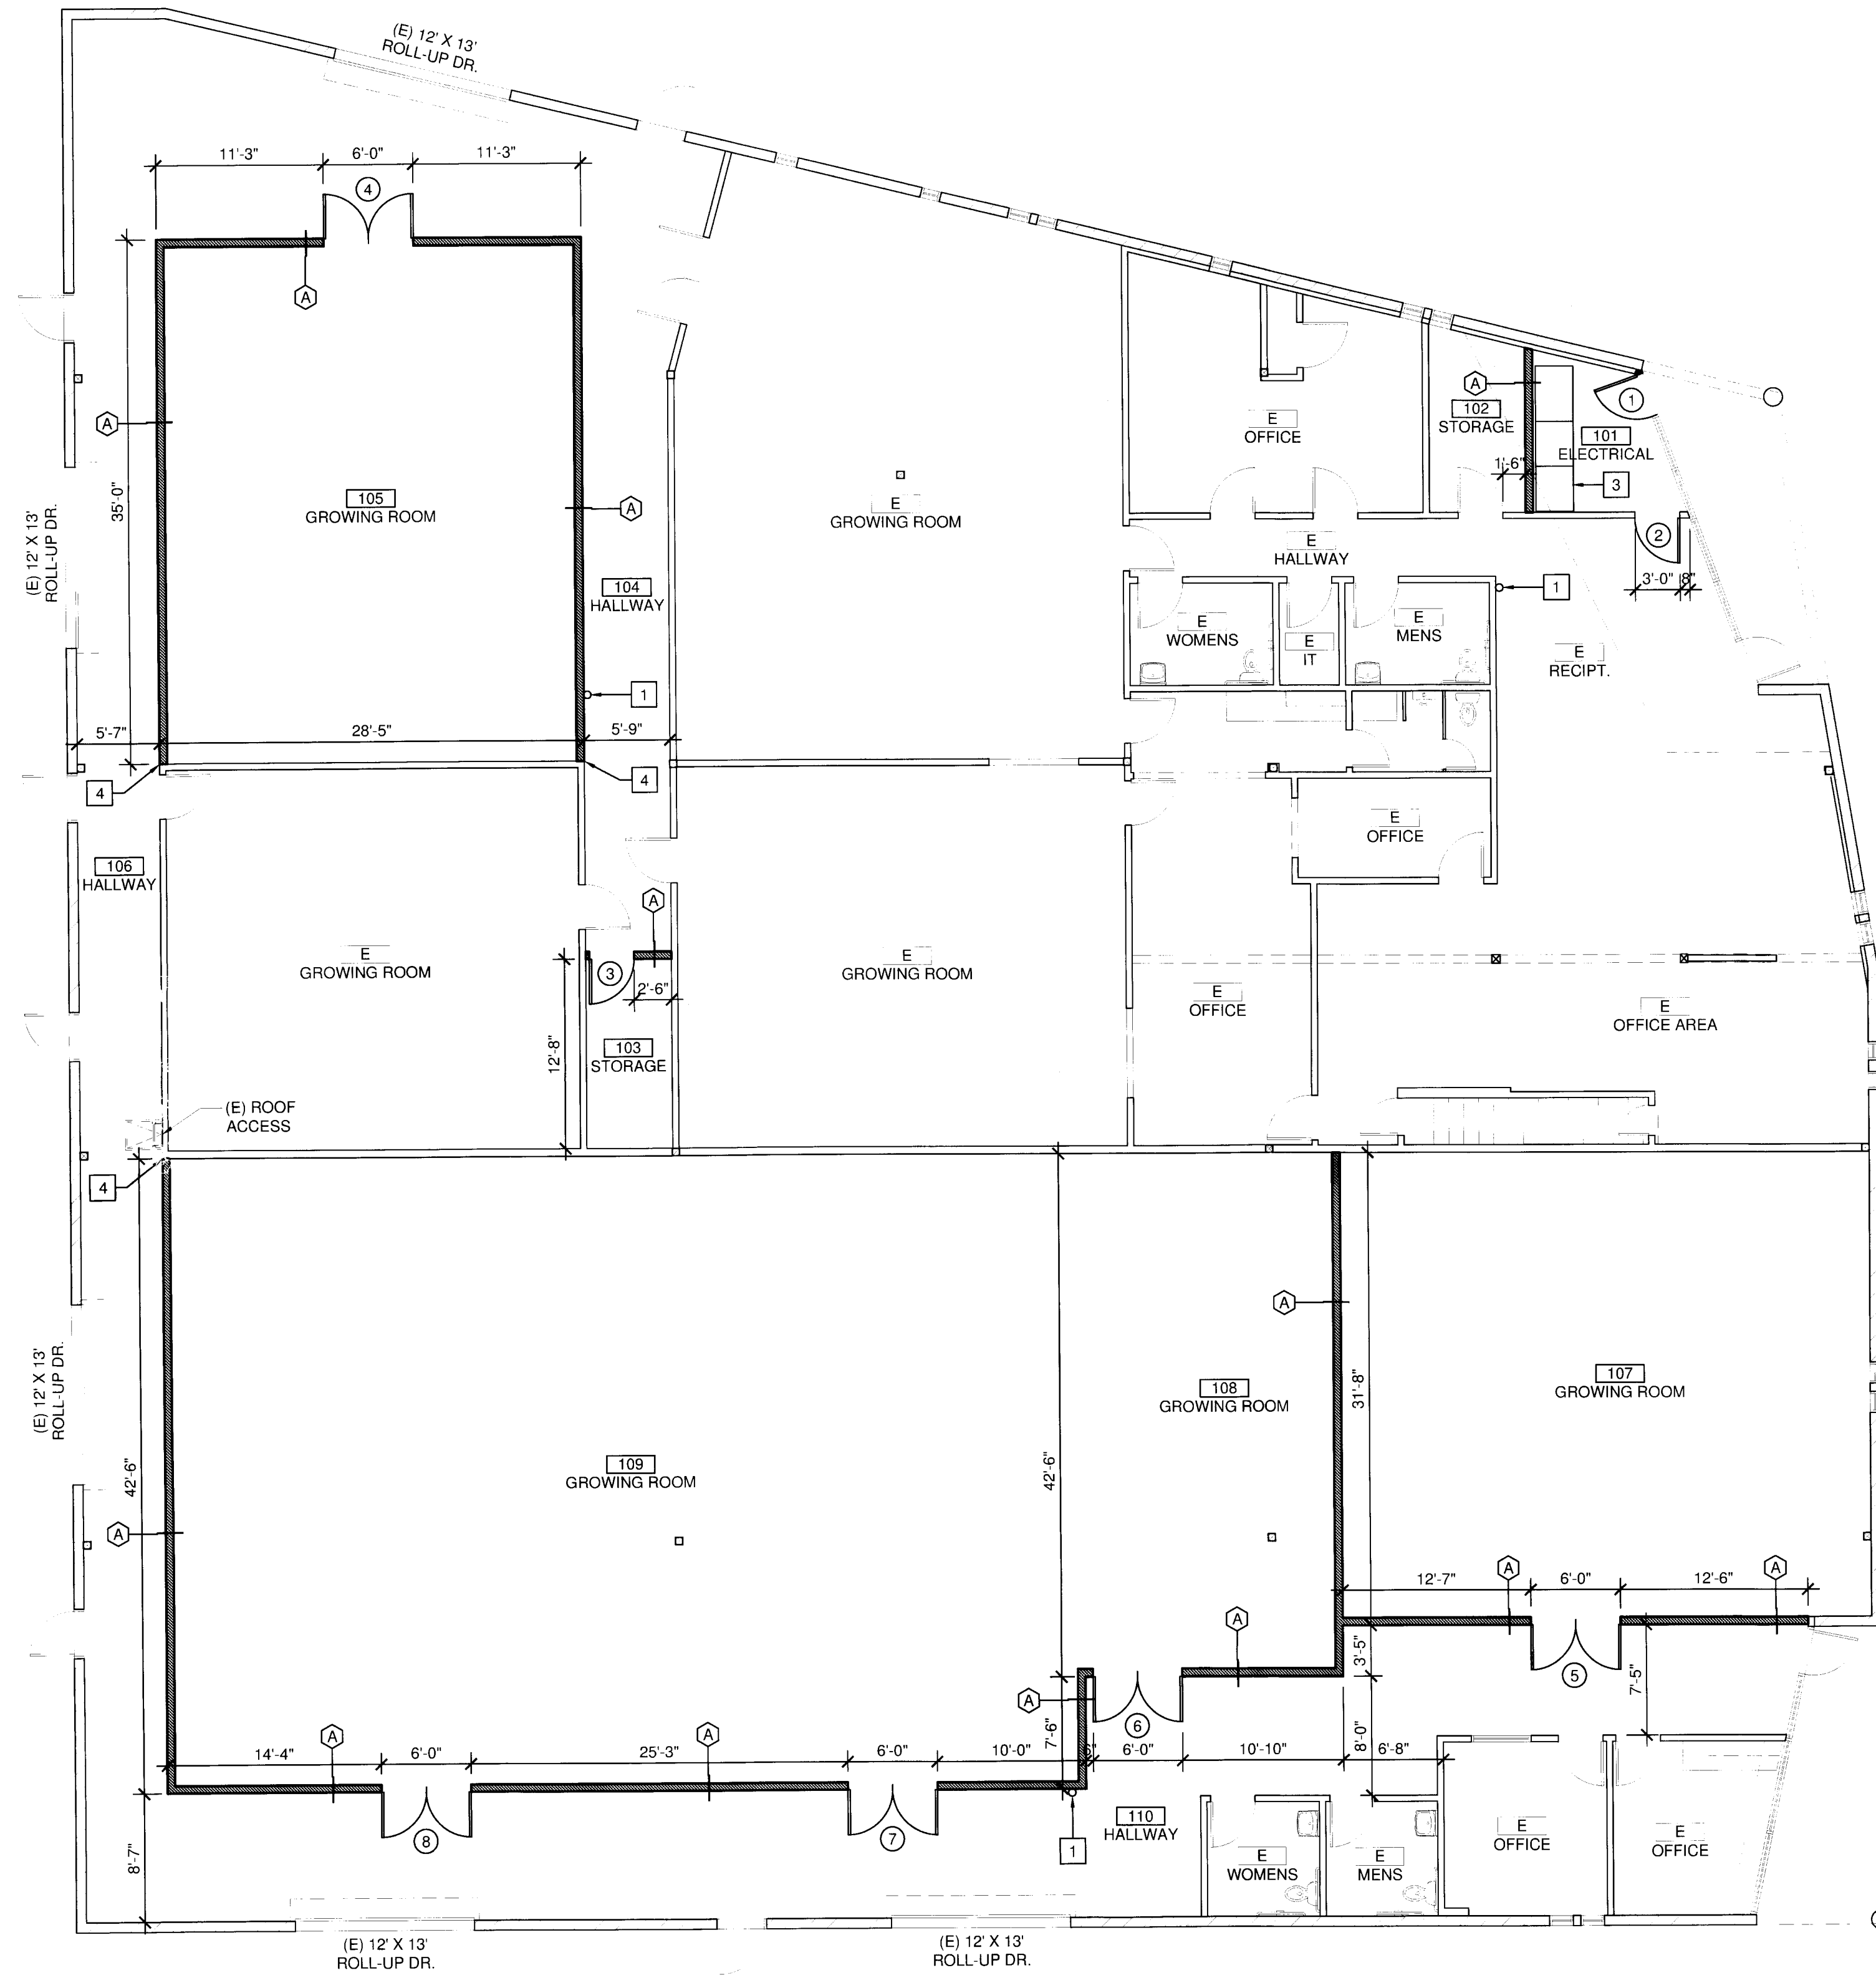 (E) 12' X 13'
ROLL-UP DR.
11'-3"
6'-0"
11'-3"
4
A
A
35'-0"
105
GROWING ROOM
A
(E) 12' X 13'
ROLL-UP DR.
104
HALLWAY
1
5'-7"
28'-5"
5'-9"
4
4
E
GROWING ROOM
E
OFFICE
A
102
STORAGE
1
101
ELECTRICAL
1'-6"
3
2
3'-0"
8"
E
HALLWAY
1
E
WOMENS
E
IT
E
MENS
E
RECIPT.
106
HALLWAY
E
GROWING ROOM
A
3
2'-6"
12'-8"
103
STORAGE
E
GROWING ROOM
E
OFFICE
E
OFFICE
E
OFFICE AREA
(E) ROOF
ACCESS
4
(E) 12' X 13'
ROLL-UP DR.
42'-6"
A
109
GROWING ROOM
42'-6"
108
GROWING ROOM
A
31'-8"
107
GROWING ROOM
12'-7"
A
6'-0"
12'-6"
A
A
3'-5"
5
7'-5"
A
7'-6"
6
8'-0"
14'-4"
A
6'-0"
25'-3"
A
6'-0"
10'-0"
6"
6'-0"
10'-10"
6'-8"
8'-7"
8
7
1
110
HALLWAY
E
WOMENS
E
MENS
E
OFFICE
E
OFFICE
(E) 12' X 13'
ROLL-UP DR.
(E) 12' X 13'
ROLL-UP DR.